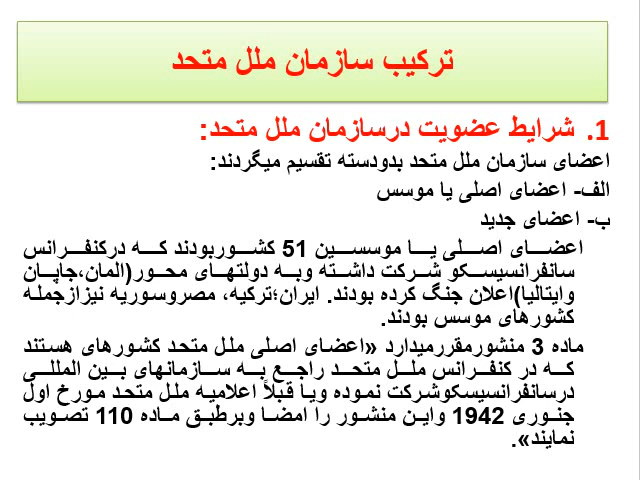 ترکیب سازمان ملل متحد
1. شرایط عضویت درسازمان ملل متحد:
اعضای سازمان ملل متحد بدودسته تقسیم میگردند:
الف- اعضای اصلی یا موسس
ب- اعضای جدید
اعضای اصلی یا موسسین 51 کشوربودند که درکنفرانس
سانفرانسیسکو شرکت داشته وبه دولتهای محور(المان،جاپان
وایتالیا)اعلان جنگ کرده بودند. ایران؛ترکیه، مصروسوریه نیزازجمله
کشورهای موسس بودند.
ماده 3 منشورمقررمیدارد «اعضای اصلی ملل متحد کشورهای هستند
که در کنفرانس ملل متحد راجع به سازمانهای بین المللی
درسانفرانسیسکوشرکت نموده ویا قبلاً اعلامیه ملل متحد مورخ اول
جنوری 1942 واین منشور را امضا وبرطبق ماده 110 تصویب
نمایند».